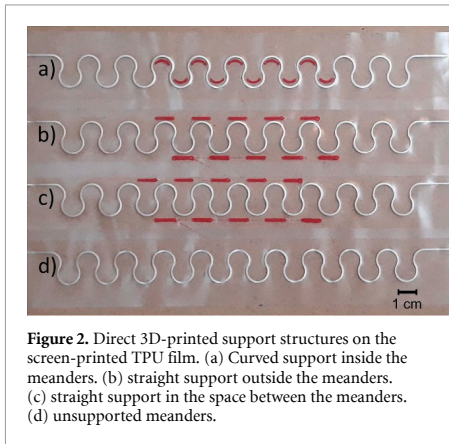 a)
b)
c)
d)
1 cm
Figure 2. Direct 3D-printed support structures on the
screen-printed TPU film. (a) Curved support inside the
meanders. (b) straight support outside the meanders.
(c) straight support in the space between the meanders.
(d) unsupported meanders.